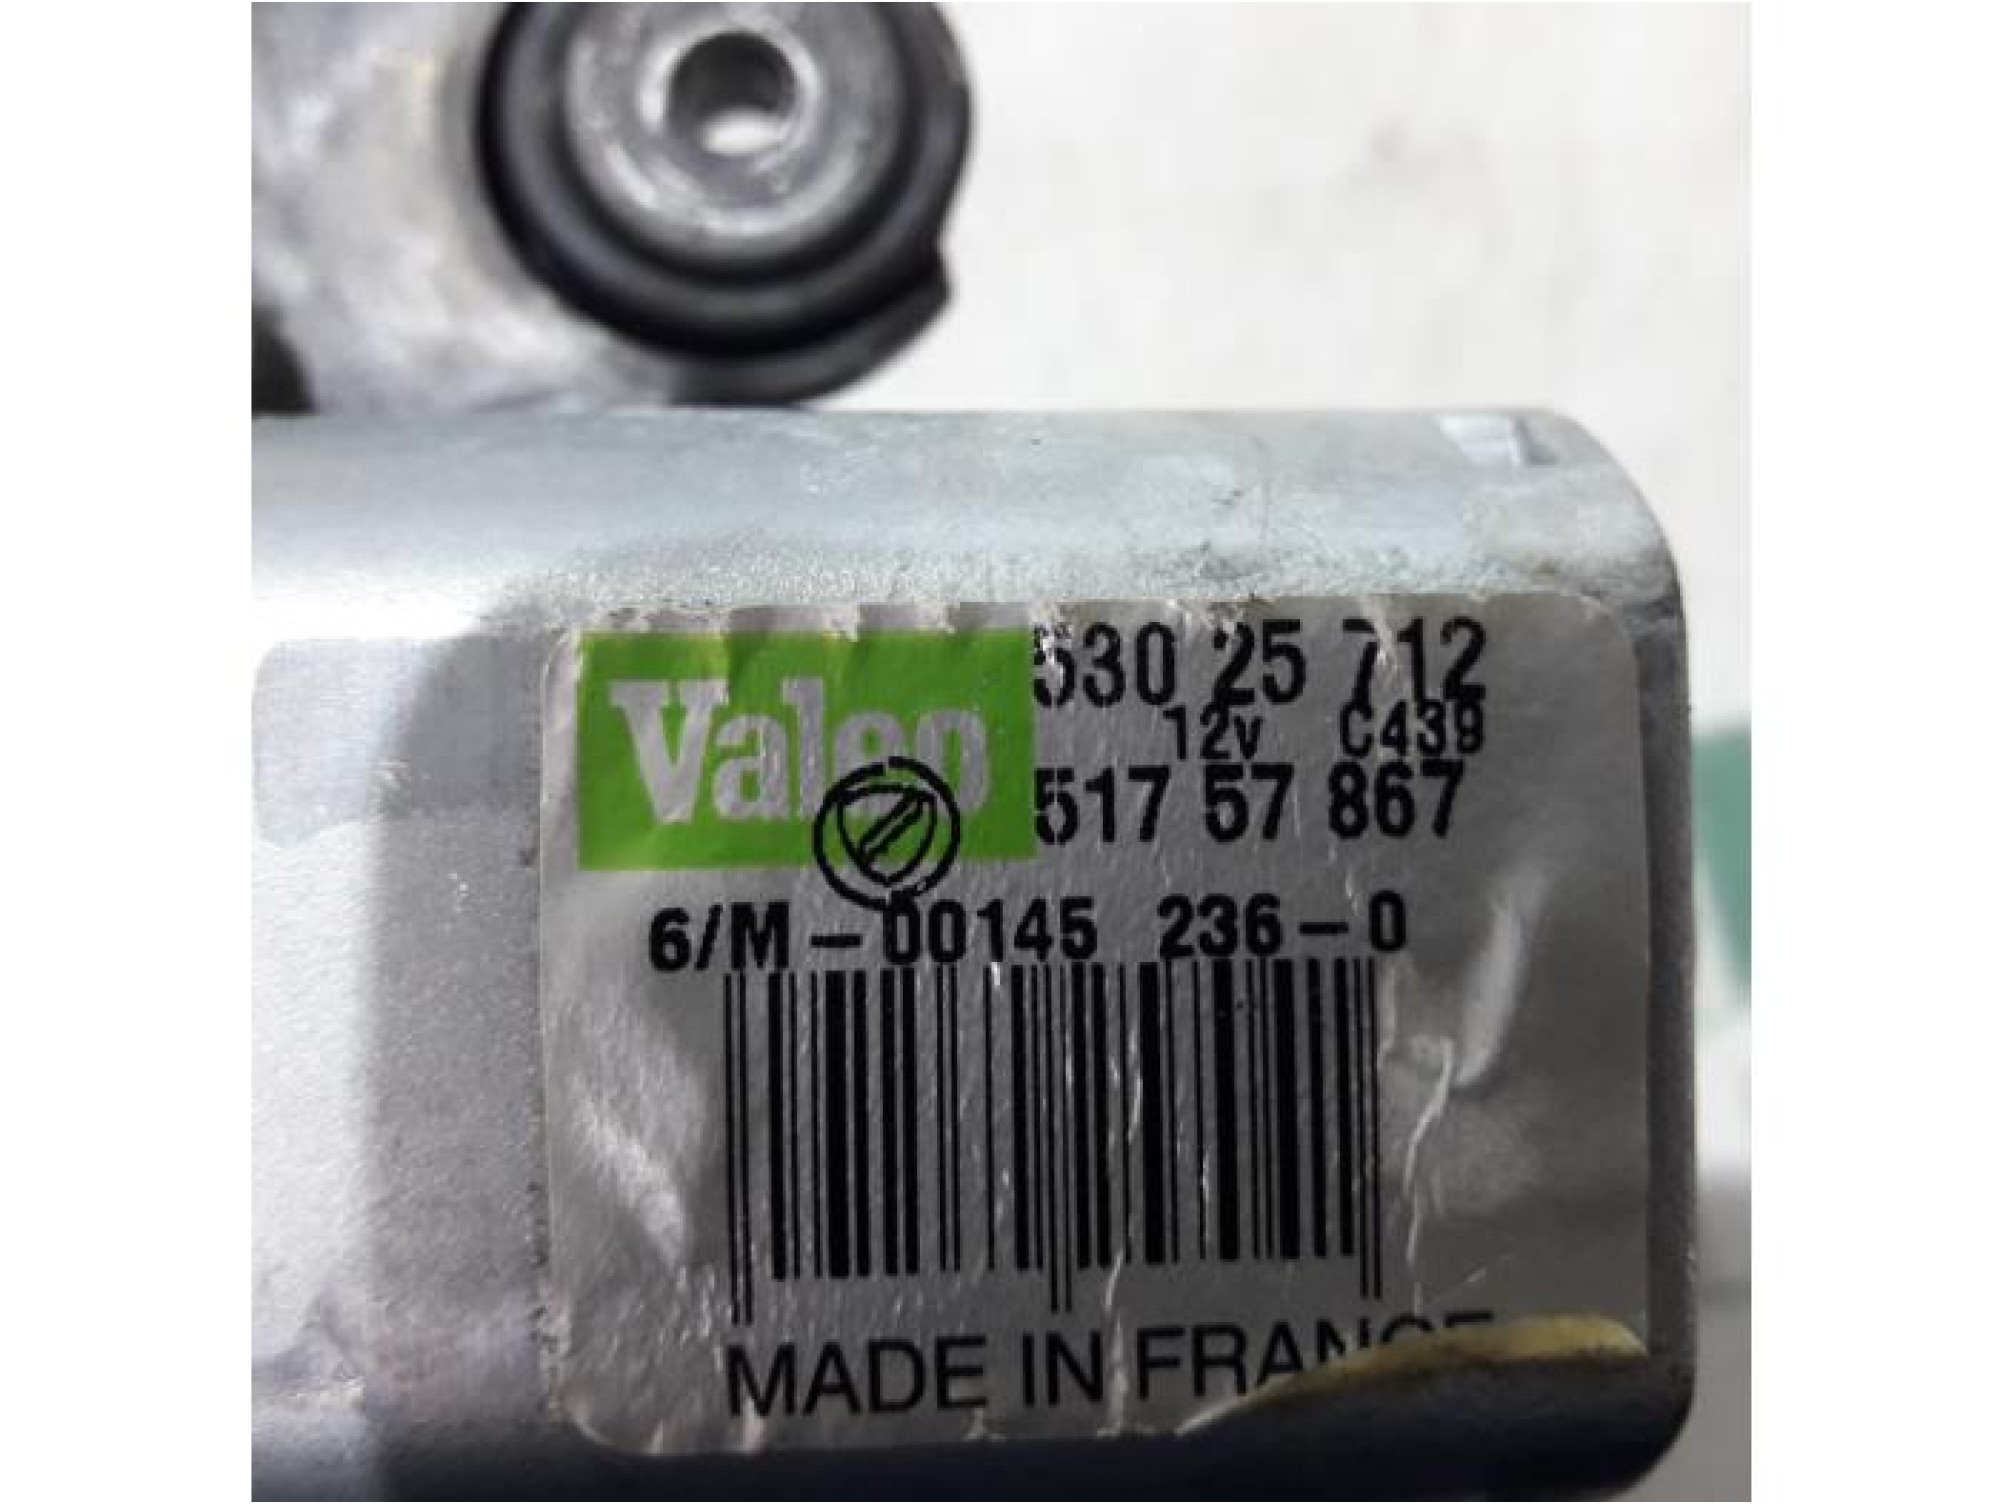 Valeo
530 25 712
12v C439
517 57 867
6/M-00145 236-0
MADE IN FRANCE